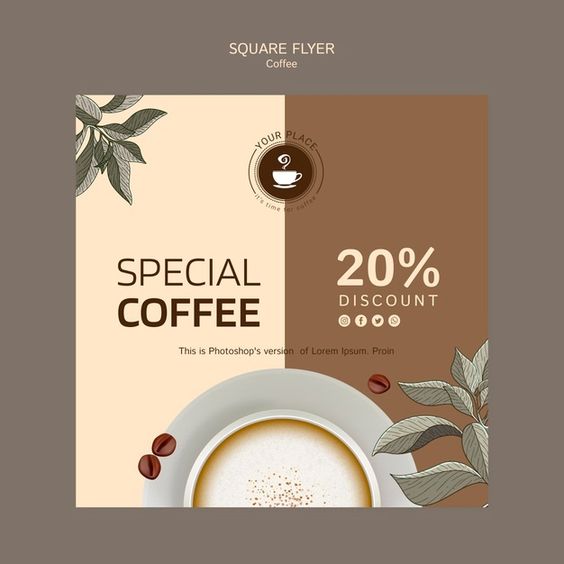 SQUARE FLYER
Coffee
YOUR PLACE
it's time for coffee
SPECIAL
COFFEE
20%
DISCOUNT
This is Photoshop's version of Lorem Ipsum. Proin